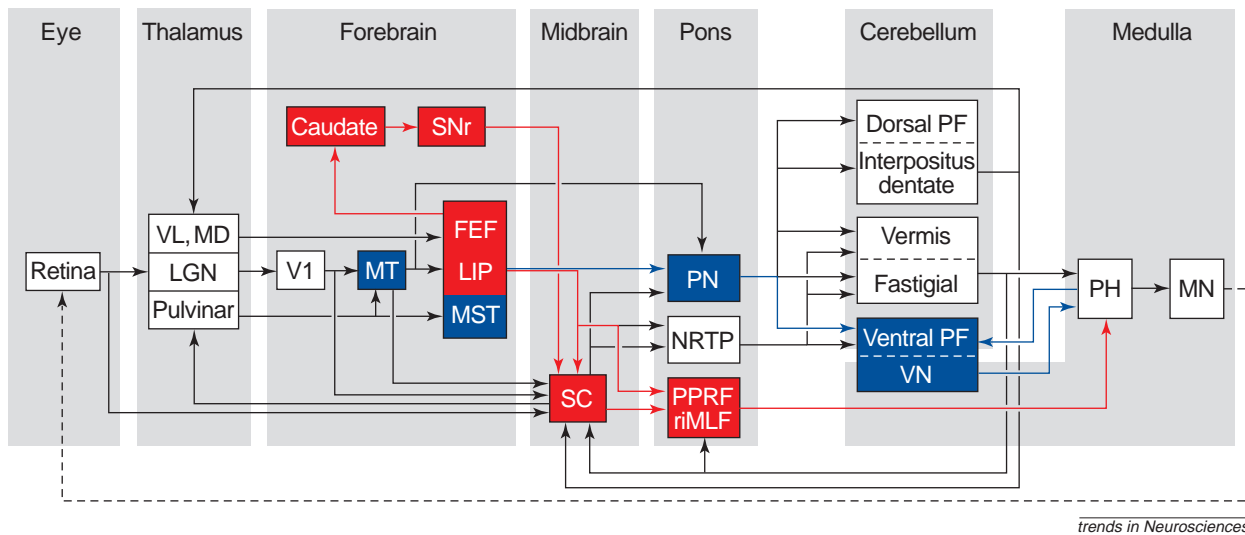 Eye
Thalamus
Forebrain
Midbrain
Pons
Cerebellum
Medulla
Caudate
SNr
Dorsal PF
Interpositus
dentate
VL, MD
LGN
Pulvinar
Retina
V1
MT
FEF
LIP
MST
SC
PN
NRTP
PPRF
riMLF
Vermis
Fastigial
Ventral PF
VN
PH
MN
trends in Neurosciences